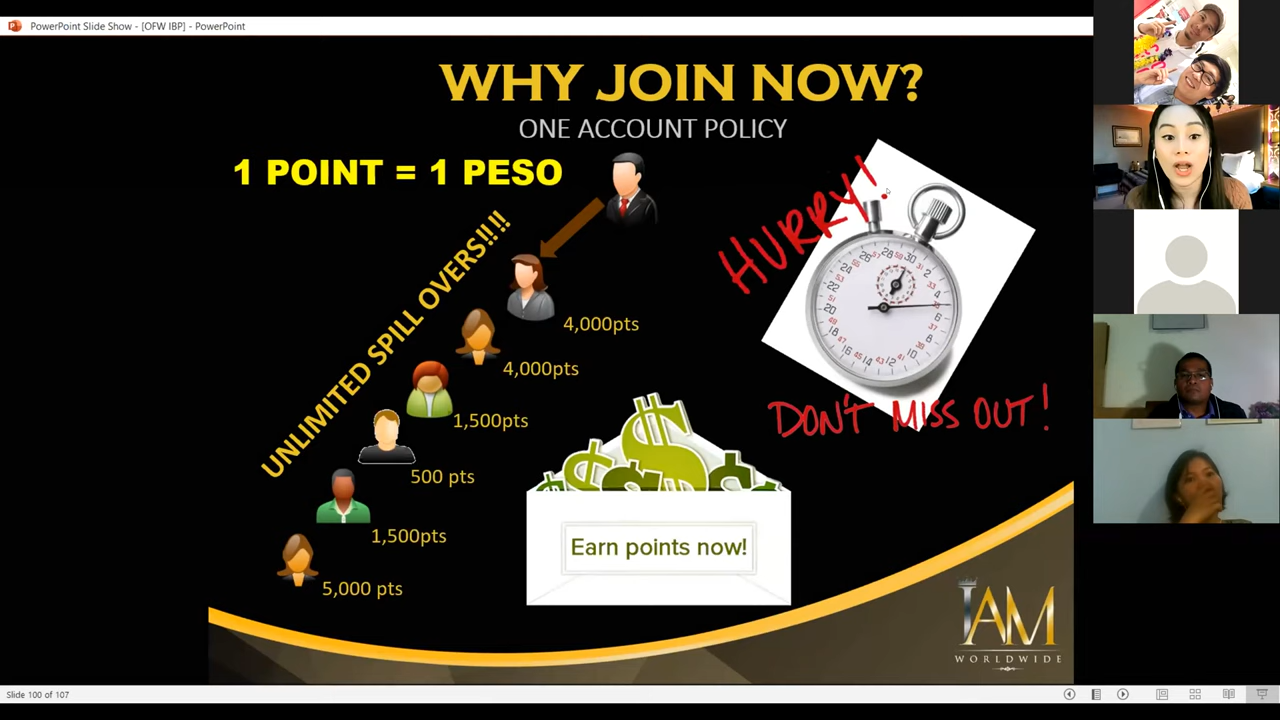 PowerPoint Slide Show - [OFW IBP] - PowerPoint
WHY JOIN NOW?
ONE ACCOUNT POLICY
1 POINT = 1 PESO
HURRY!
UNLIMITED SPILL OVERS!!!!
4,000pts
4,000pts
1,500pts
DON'T MISS OUT!
500 pts
1,500pts
Earn points now!
5,000 pts
IAM
WORLDWIDE
Slide 100 of 107